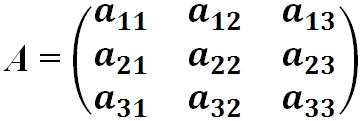 a₁₁ a₁₂ a₁₃
A = ( a₂₁ a₂₂ a₂₃ )
a₃₁ a₃₂ a₃₃